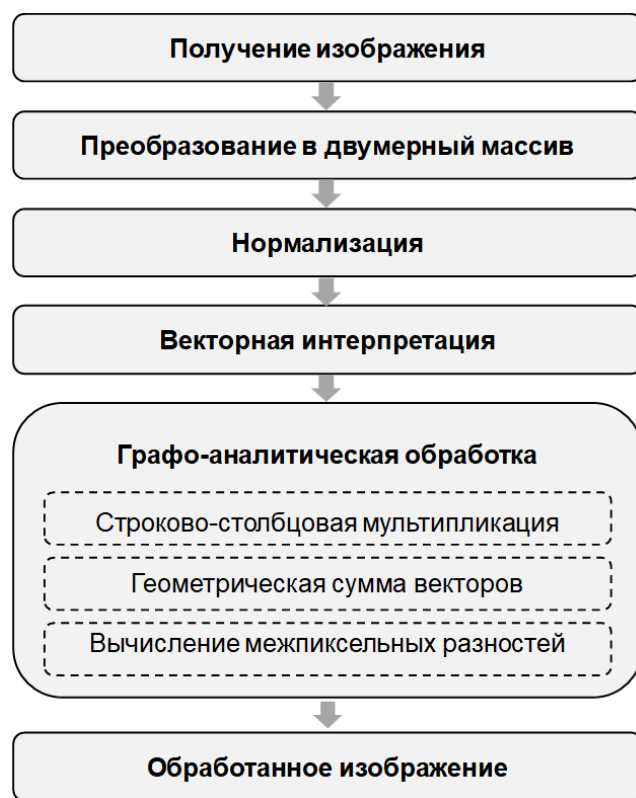 Получение изображения
Преобразование в двумерный массив
Нормализация
Векторная интерпретация
Графо-аналитическая обработка
Строково-столбцовая мультипликация
Геометрическая сумма векторов
Вычисление межпиксельных разностей
Обработанное изображение